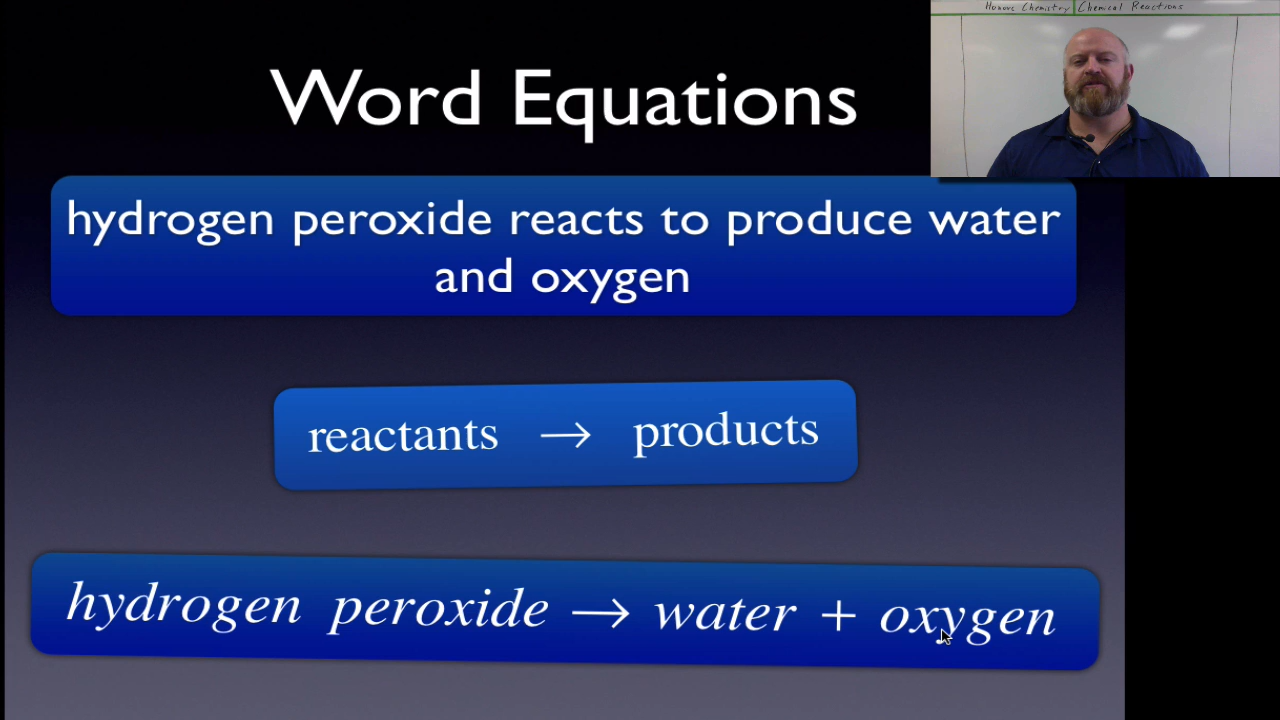 Honors Chemistry Chemical Reactions
Word Equations
hydrogen peroxide reacts to produce water
and oxygen
reactants → products
hydrogen peroxide → water + oxygen